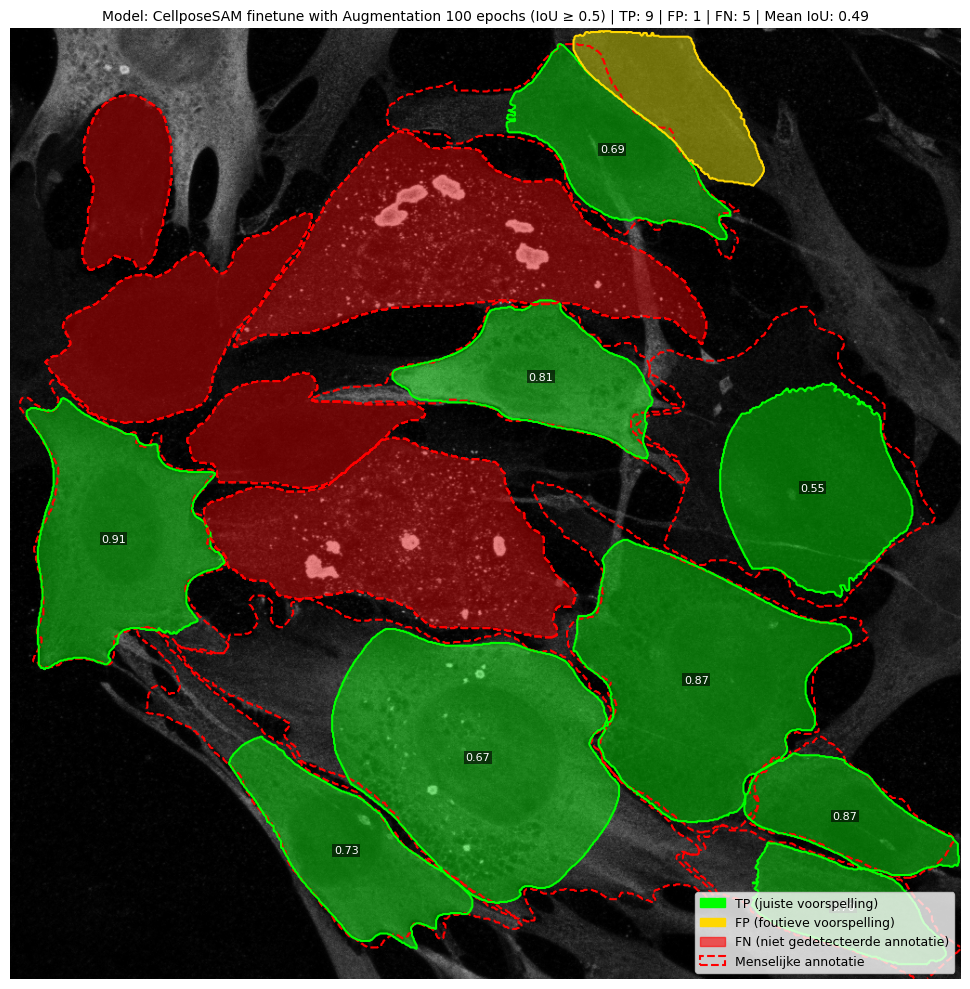 Model: CellposeSAM finetune with Augmentation 100 epochs (IoU ≥ 0.5) | TP: 9 | FP: 1 | FN: 5 | Mean IoU: 0.49
0.69
0.81
0.55
0.91
0.87
0.67
0.87
0.73
TP (juiste voorspelling)
FP (foutieve voorspelling)
FN (niet gedetecteerde annotatie)
Menselijke annotatie